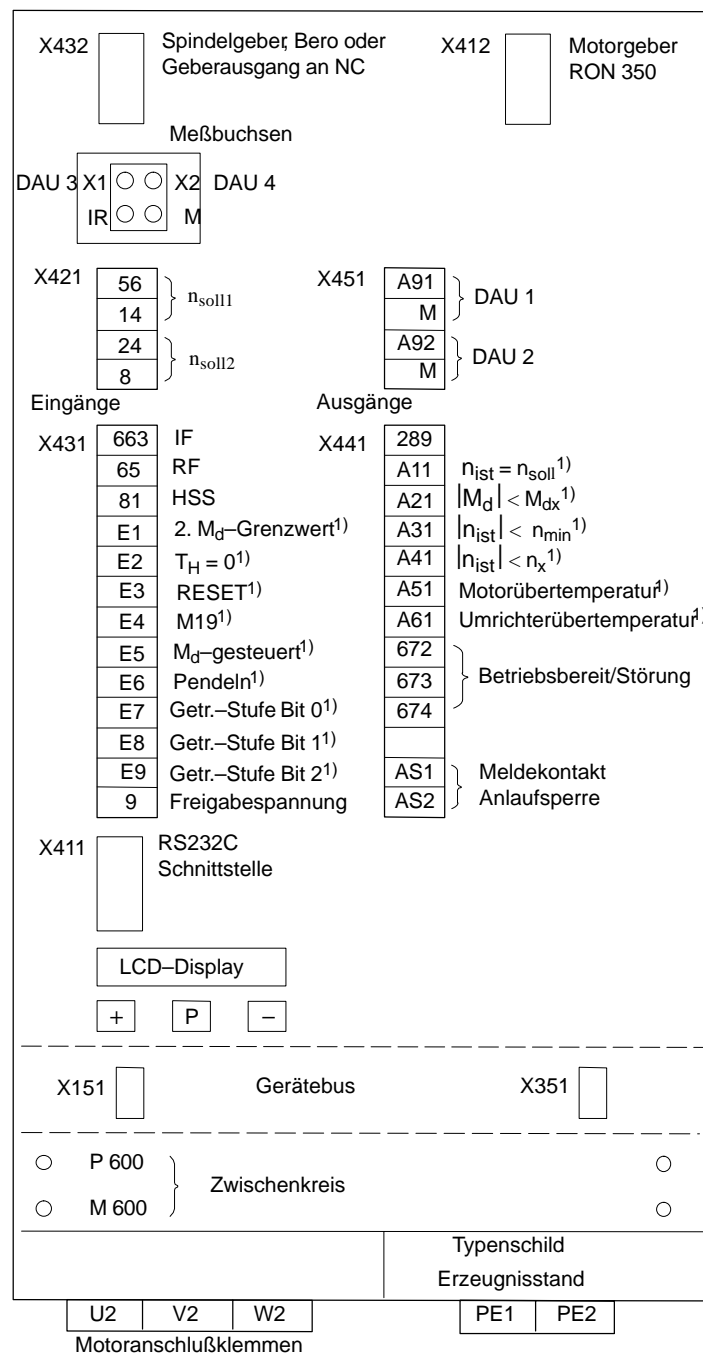 X432 Spindelgeber, Bero oder X412 Motorgeber
Geberausgang an NC RON 350
Meßbuchsen
DAU 3 X1 X2 DAU 4
IR M
X421 56 nsoll1 X451 A91 DAU 1
14 M
24 nsoll2 A92 DAU 2
8 M
Eingänge Ausgänge
X431 663 IF X441 289
65 RF A11 nist = nsoll1)
81 HSS A21 |Md| < Mdx1)
E1 2. Md–Grenzwert1) A31 |nist| < nmin1)
E2 TH = 01) A41 |nist| < nx1)
E3 RESET1) A51 Motorübertemperatur1)
E4 M191) A61 Umrichterübertemperatur1)
E5 Md–gesteuert1) 672
E6 Pendeln1) 673 Betriebsbereit/Störung
E7 Getr.–Stufe Bit 01) 674
E8 Getr.–Stufe Bit 11)
E9 Getr.–Stufe Bit 21) AS1 Meldekontakt
9 Freigabespannung AS2 Anlaufsperre
X411 RS232C
Schnittstelle
LCD–Display
+ P –
X151 Gerätebus X351
P 600
Zwischenkreis
M 600
Typenschild
Erzeugnisstand
U2 V2 W2 PE1 PE2
Motoranschlußklemmen